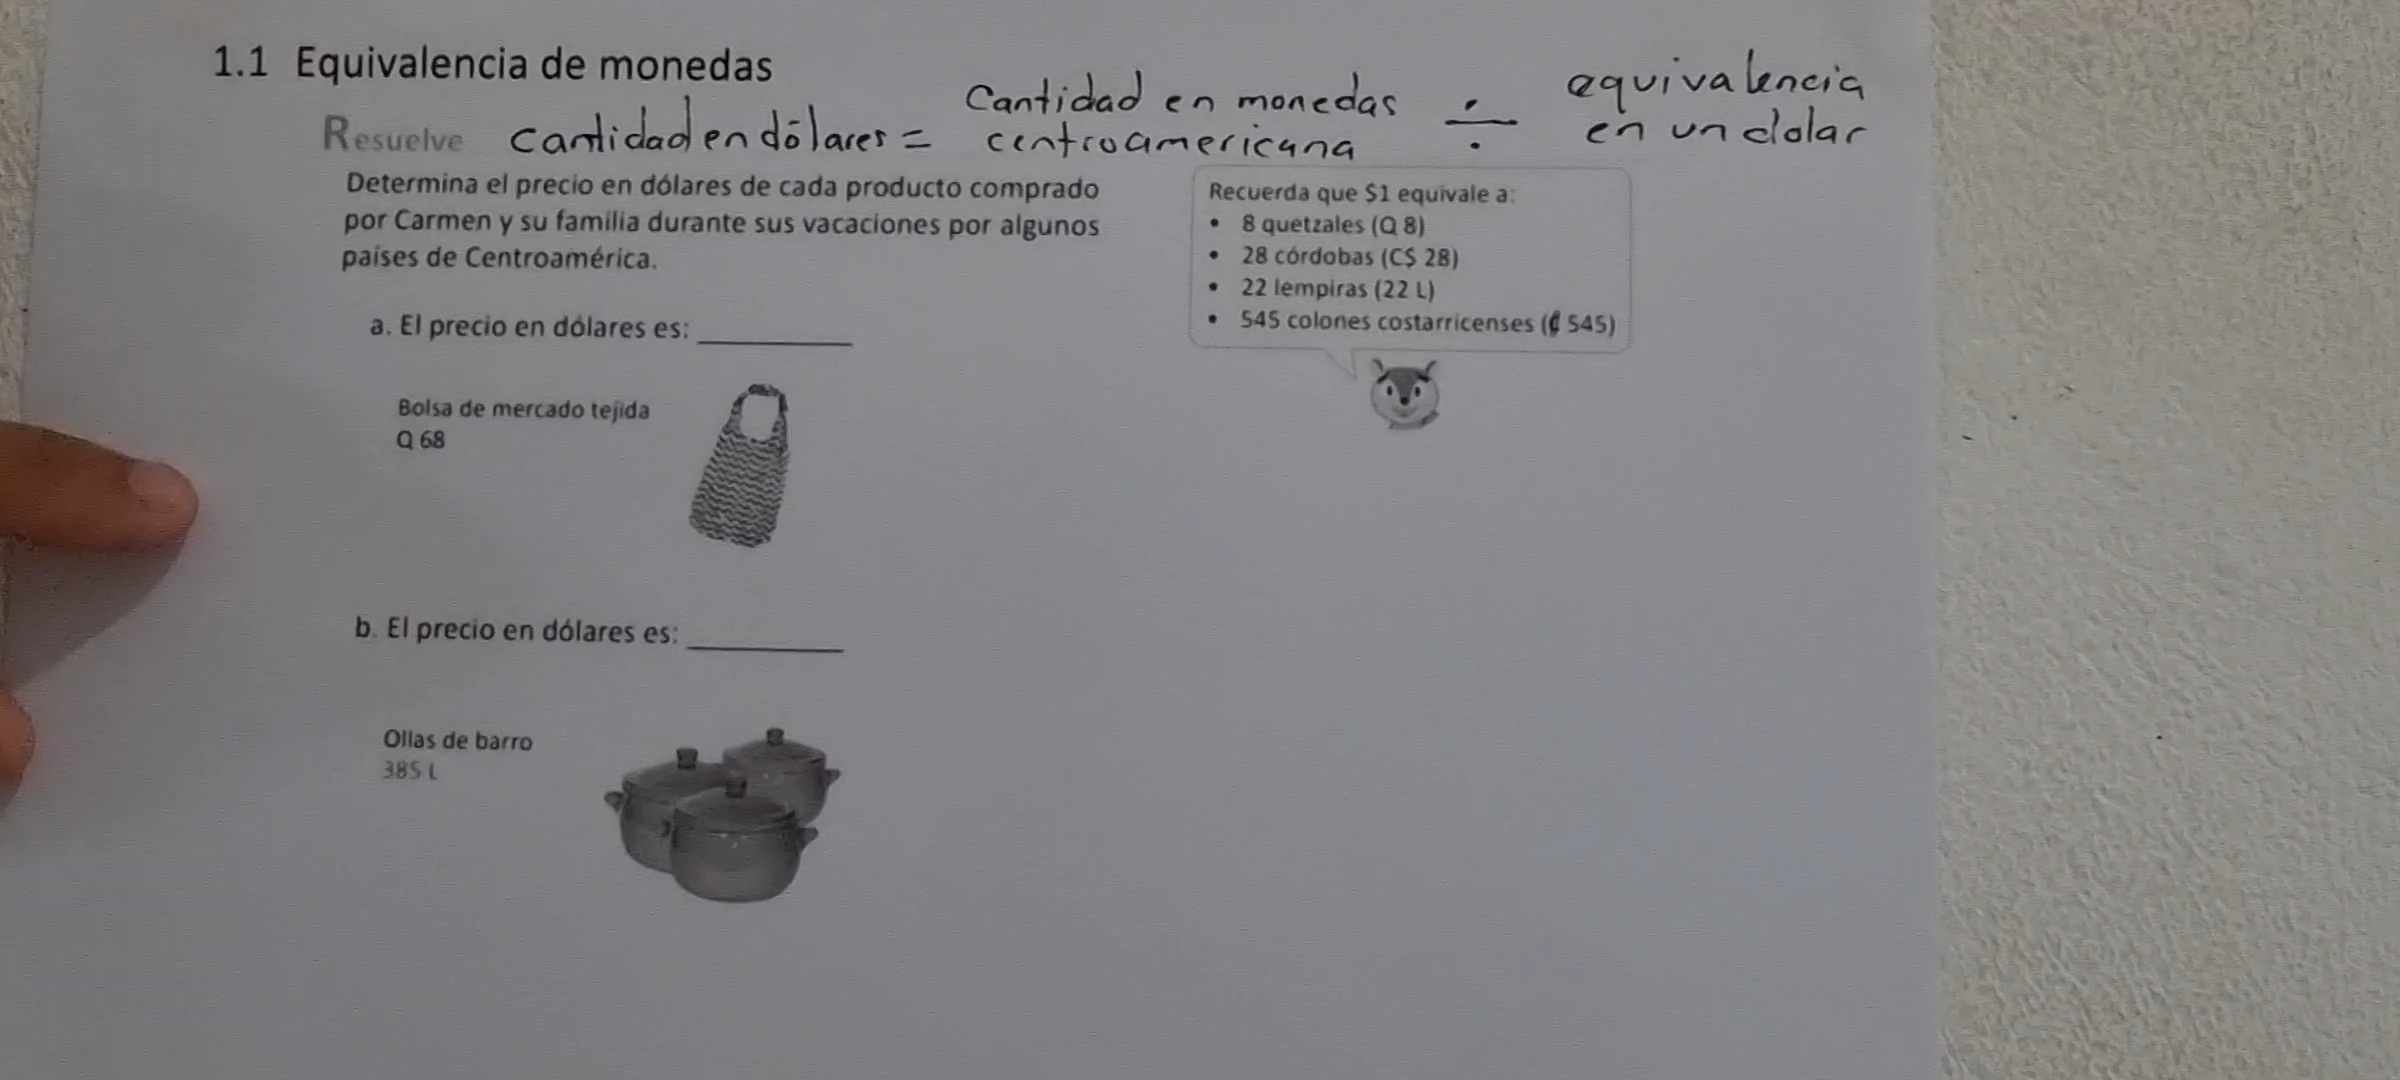 1.1 Equivalencia de monedas
Resuelve cantidad en dólares = Cantidad en monedas centroamericana ÷ equivalencia en un dolar
Determina el precio en dólares de cada producto comprado
por Carmen y su familia durante sus vacaciones por algunos
países de Centroamérica.
Recuerda que $1 equivale a:
• 8 quetzales (Q 8)
• 28 córdobas (C$ 28)
• 22 lempiras (22 L)
• 545 colones costarricenses (₡ 545)
a. El precio en dólares es: ________
Bolsa de mercado tejida
Q 68
b. El precio en dólares es: ________
Ollas de barro
385 L